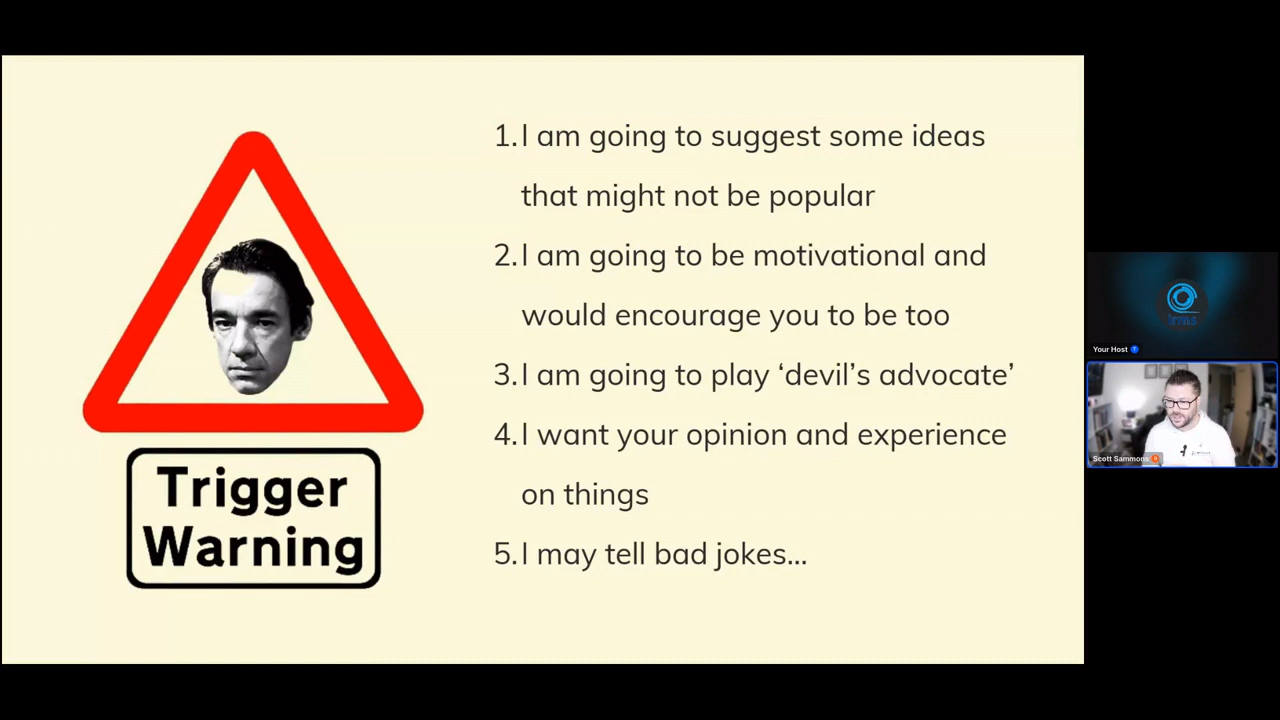 1. I am going to suggest some ideas
that might not be popular
2. I am going to be motivational and
would encourage you to be too
3. I am going to play ‘devil’s advocate’
4. I want your opinion and experience
on things
5. I may tell bad jokes...
Trigger
Warning
irms
Your Host
Scott Sammons